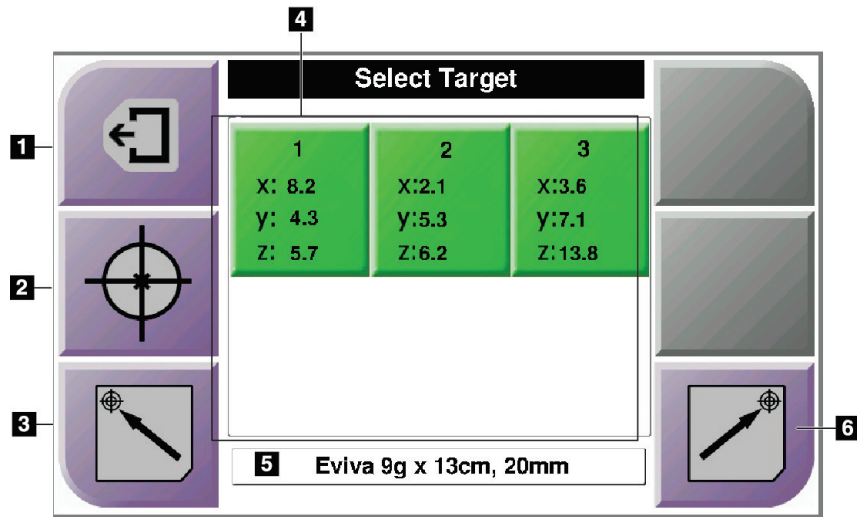 4
Select Target
1
1 2 3
x: 8.2 x:2.1 x:3.6
y: 4.3 y:5.3 y:7.1
z: 5.7 z:6.2 z:13.8
2
3
6
5 Eviva 9g x 13cm, 20mm